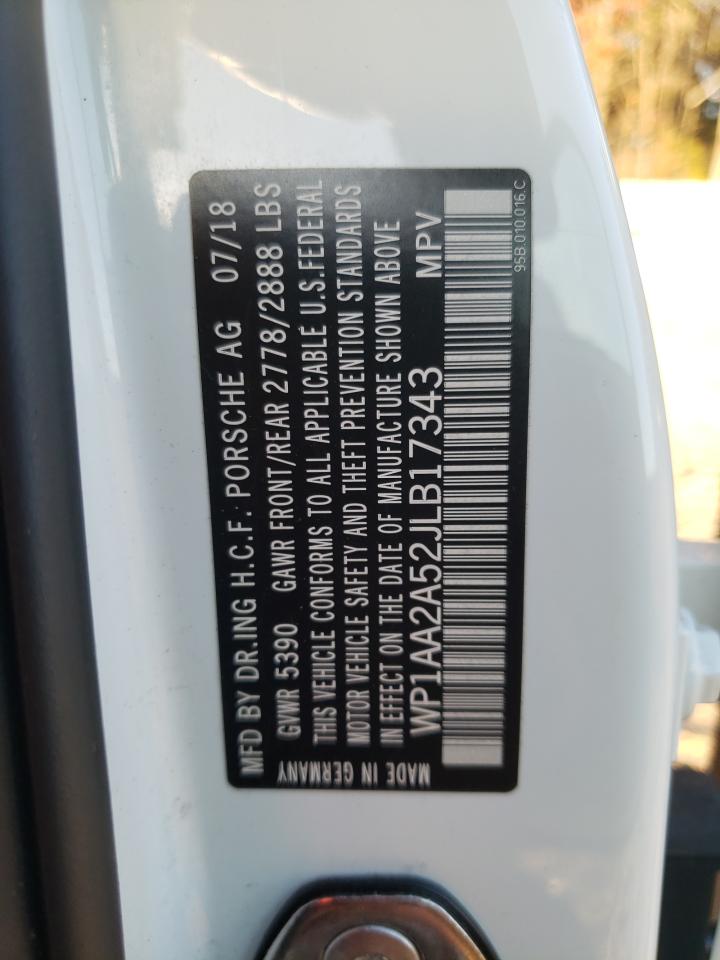 MFD BY DR.ING H.C.F. PORSCHE AG 07/18
GVWR 5390 GAWR FRONT/REAR 2778/2888 LBS
THIS VEHICLE CONFORMS TO ALL APPLICABLE U.S.FEDERAL
MOTOR VEHICLE SAFETY AND THEFT PREVENTION STANDARDS
IN EFFECT ON THE DATE OF MANUFACTURE SHOWN ABOVE
WP1AA2A52JLB17343 MPV
MADE IN GERMANY
95B.010.016.C